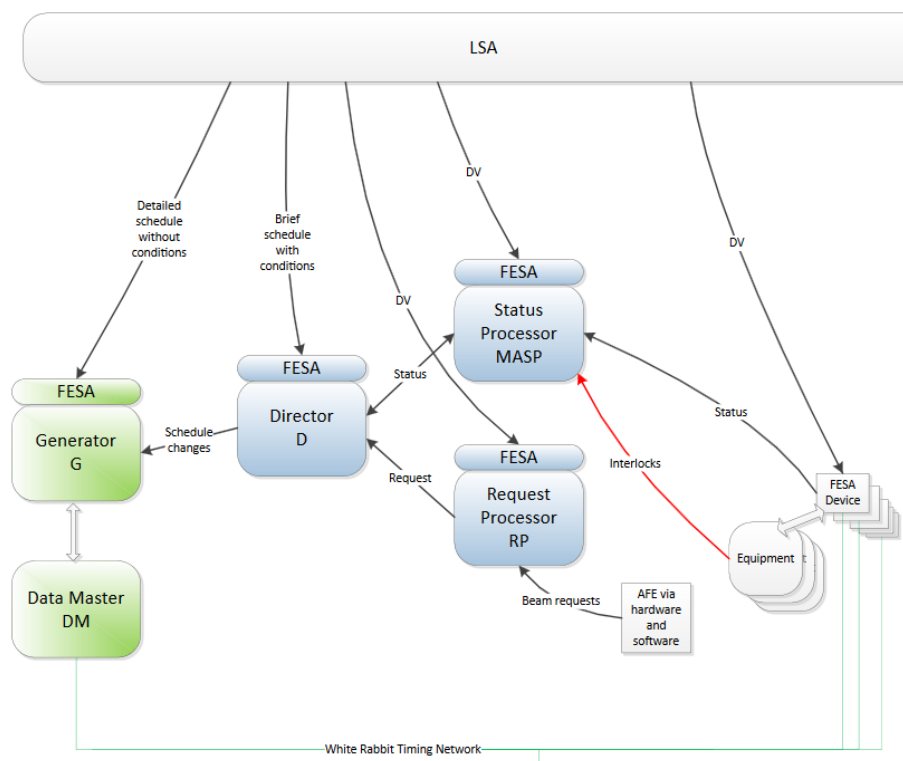 LSA
DV
Detailed
schedule
without
conditions
Brief
schedule
with
conditions
DV
FESA
DV
Status
Processor
MASP
FESA
Status
FESA
Director
D
Status
Generator
G
Schedule
changes
FESA
Interlocks
Request
FESA
Device
Request
Processor
RP
Equipment
Data Master
DM
Beam requests
AFE via
hardware
and
software
White Rabbit Timing Network